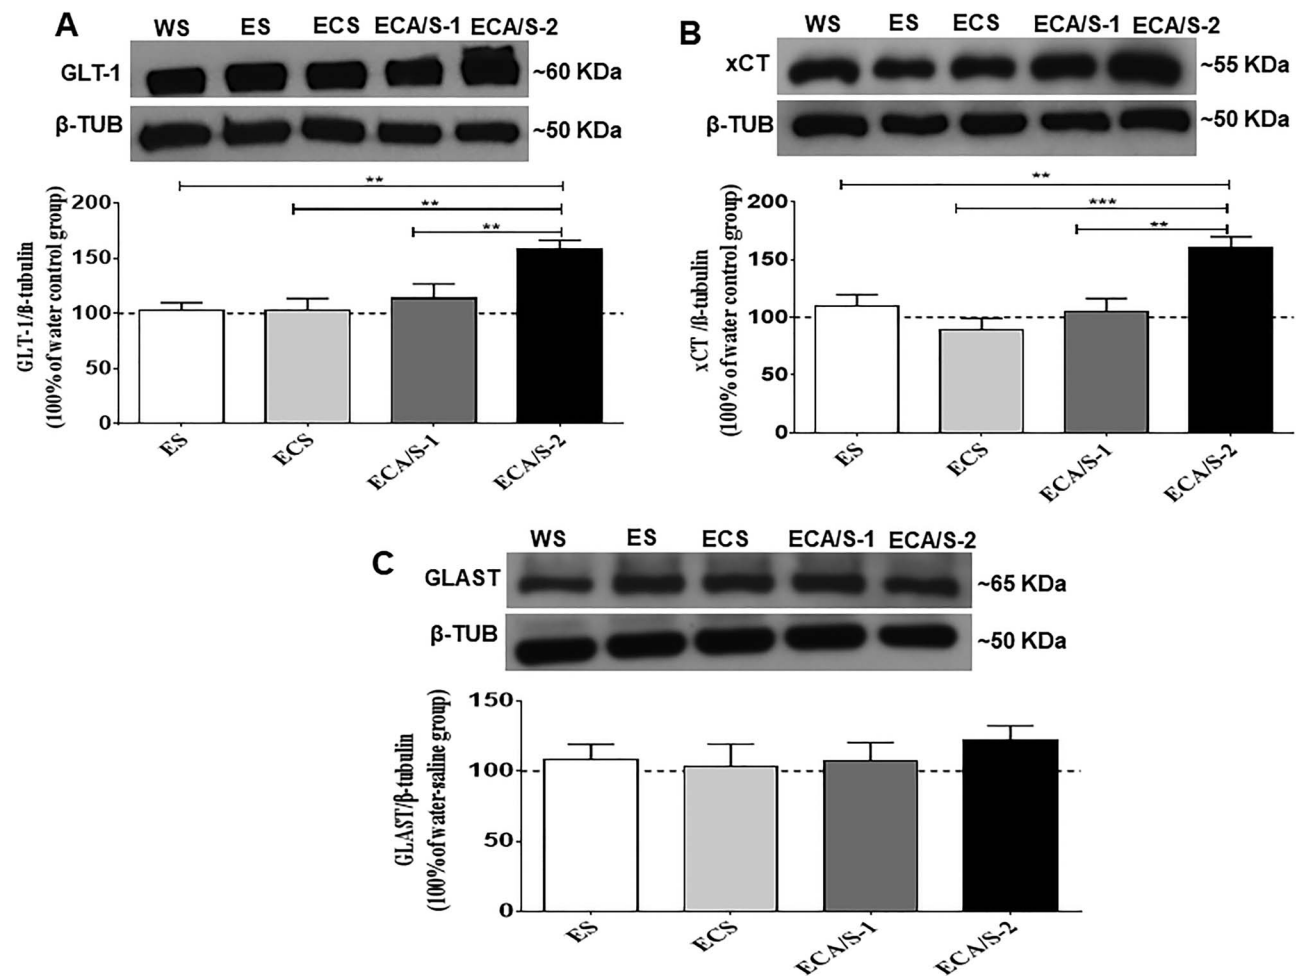 A
WS ES ECS ECA/S-1 ECA/S-2
GLT-1 ~60 KDa
β-TUB ~50 KDa
**
**
**
200
150
100
50
0
GLT-1/ß-tubulin
(100% of water control group)
ES ECS ECA/S-1 ECA/S-2
B
WS ES ECS ECA/S-1 ECA/S-2
xCT ~55 KDa
β-TUB ~50 KDa
**
***
**
200
150
100
50
0
xCT /ß-tubulin
(100% of water control group)
ES ECS ECA/S-1 ECA/S-2
C
WS ES ECS ECA/S-1 ECA/S-2
GLAST ~65 KDa
β-TUB ~50 KDa
150
100
50
0
GLAST/β-tubulin
(100% of water-saline group)
ES ECS ECA/S-1 ECA/S-2